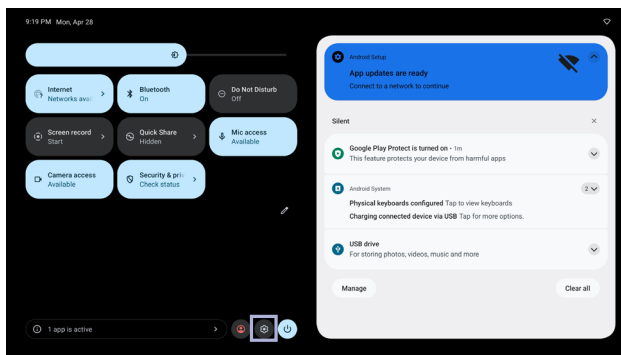 9:19 PM Mon, Apr 28
Internet
Networks avai
Bluetooth
On
Do Not Disturb
Off
Screen record
Start
Quick Share
Hidden
Mic access
Available
Camera access
Available
Security & priv
Check status
1 app is active
Android Setup
App updates are ready
Connect to a network to continue
Silent
Google Play Protect is turned on • 1m
This feature protects your device from harmful apps
Android System
2
Physical keyboards configured Tap to view keyboards
Charging connected device via USB Tap for more options.
USB drive
For storing photos, videos, music and more
Manage
Clear all